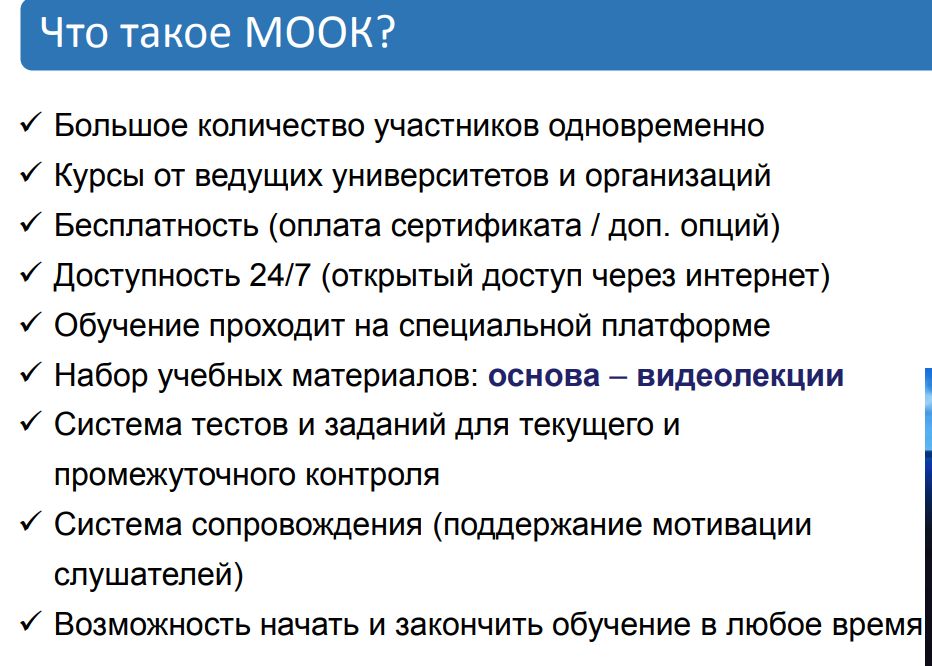 Что такое МООК?
✓ Большое количество участников одновременно
✓ Курсы от ведущих университетов и организаций
✓ Бесплатность (оплата сертификата / доп. опций)
✓ Доступность 24/7 (открытый доступ через интернет)
✓ Обучение проходит на специальной платформе
✓ Набор учебных материалов: основа – видеолекции
✓ Система тестов и заданий для текущего и
промежуточного контроля
✓ Система сопровождения (поддержание мотивации
слушателей)
✓ Возможность начать и закончить обучение в любое время